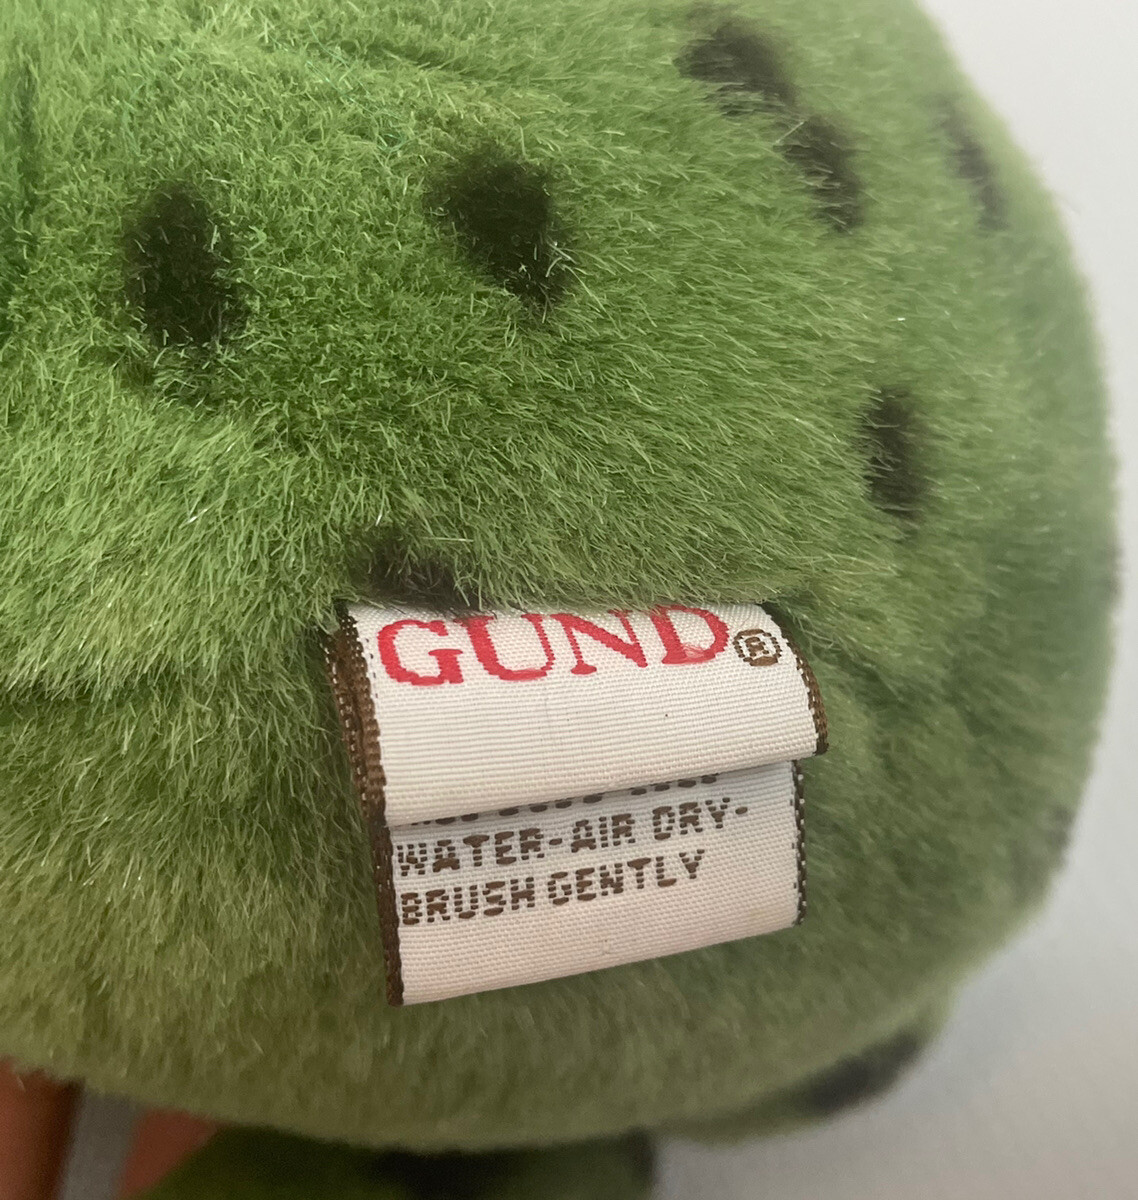 GUND®
WATER-AIR DRY-
BRUSH GENTLY